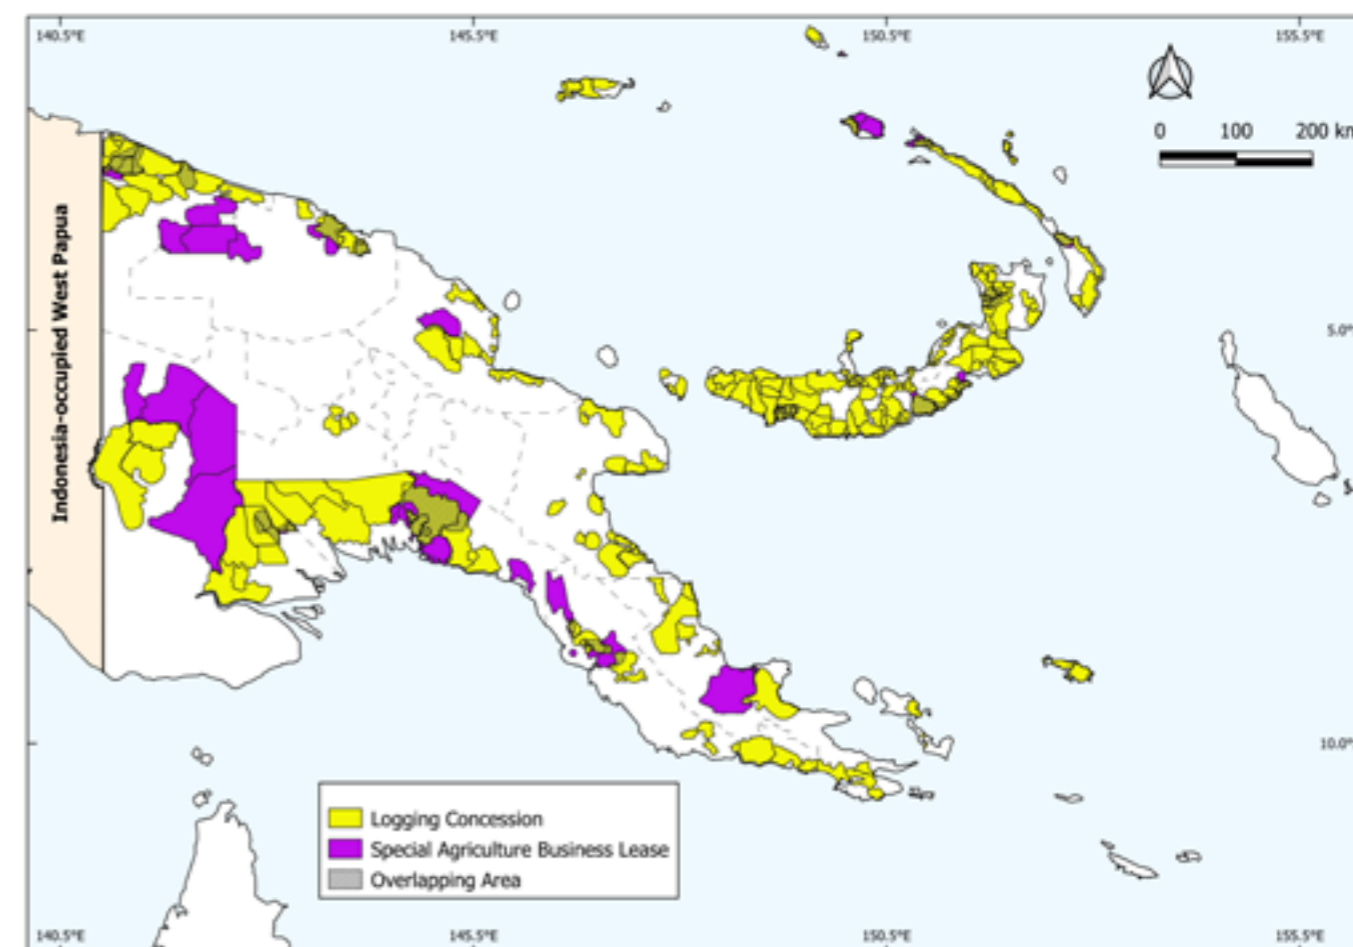 140.5°E 145.5°E 150.5°E 155.5°E
0 100 200 km
Indonesia-occupied West Papua
5.0°
10.0°
Logging Concession
Special Agriculture Business Lease
Overlapping Area
140.5°E 145.5°E 150.5°E 155.5°E